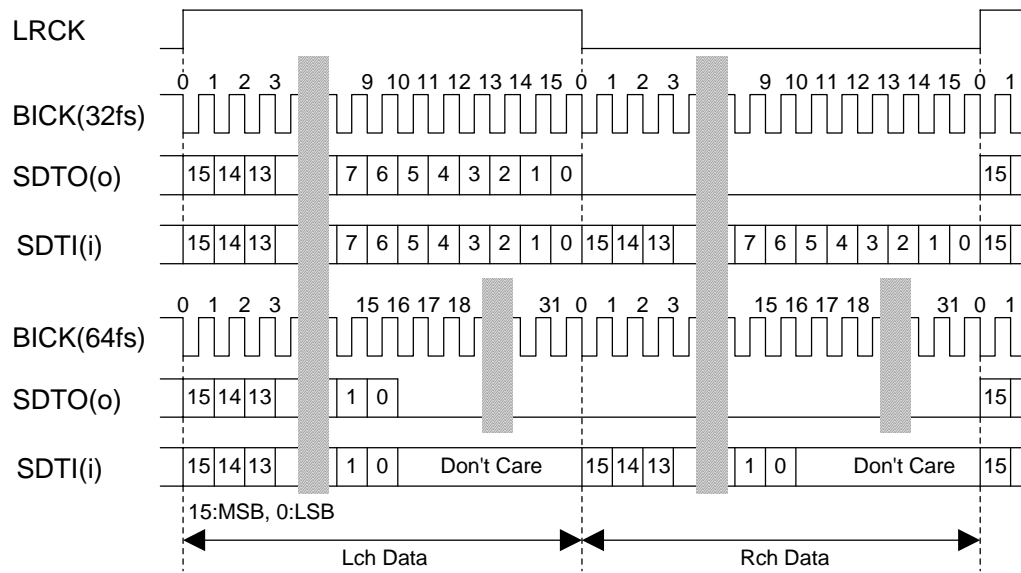 LRCK
0 1 2 3 9 10 11 12 13 14 15 0 1 2 3 9 10 11 12 13 14 15 0 1
BICK(32fs)
SDTO(o) 15 14 13 7 6 5 4 3 2 1 0 15
SDTI(i) 15 14 13 7 6 5 4 3 2 1 0 15 14 13 7 6 5 4 3 2 1 0 15
0 1 2 3 15 16 17 18 31 0 1 2 3 15 16 17 18 31 0 1
BICK(64fs)
SDTO(o) 15 14 13 1 0 15
SDTI(i) 15 14 13 1 0 Don't Care 15 14 13 1 0 Don't Care 15
15:MSB, 0:LSB
Lch Data Rch Data